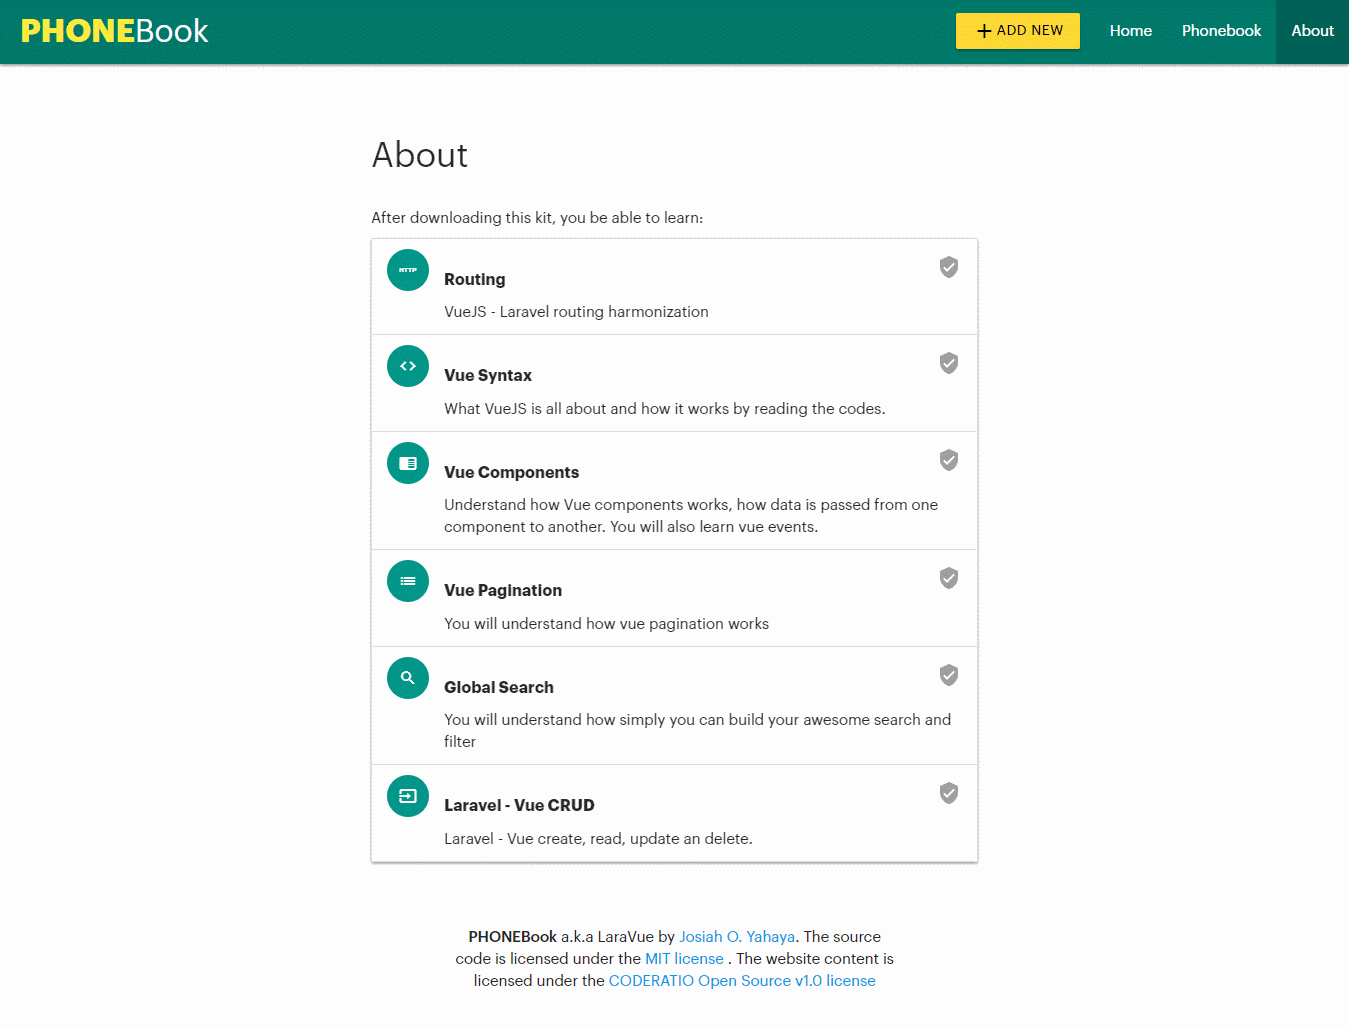 PHONEBook
ADD NEW
Home
Phonebook
About
About
After downloading this kit, you be able to learn:
HTTP
Routing
VueJS - Laravel routing harmonization
Vue Syntax
What VueJS is all about and how it works by reading the codes.
Vue Components
Understand how Vue components works, how data is passed from one
component to another. You will also learn vue events.
Vue Pagination
You will understand how vue pagination works
Global Search
You will understand how simply you can build your awesome search and
filter
Laravel - Vue CRUD
Laravel - Vue create, read, update an delete.
PHONEBook a.k.a LaraVue by Josiah O. Yahaya. The source
code is licensed under the MIT license . The website content is
licensed under the CODERATIO Open Source v1.0 license